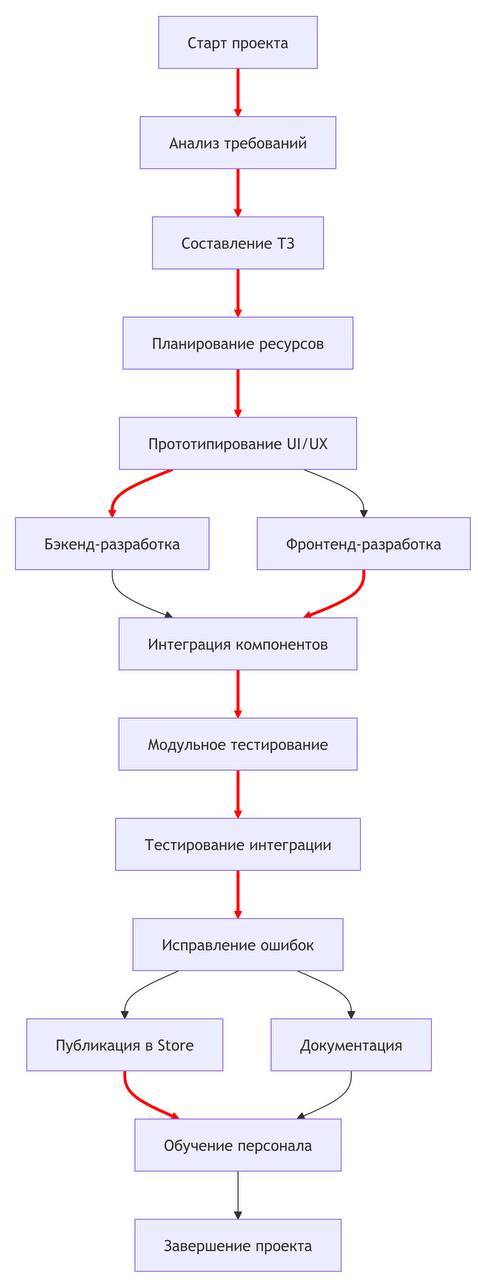 Старт проекта
Анализ требований
Составление ТЗ
Планирование ресурсов
Прототипирование UI/UX
Бэкенд-разработка
Фронтенд-разработка
Интеграция компонентов
Модульное тестирование
Тестирование интеграции
Исправление ошибок
Публикация в Store
Документация
Обучение персонала
Завершение проекта